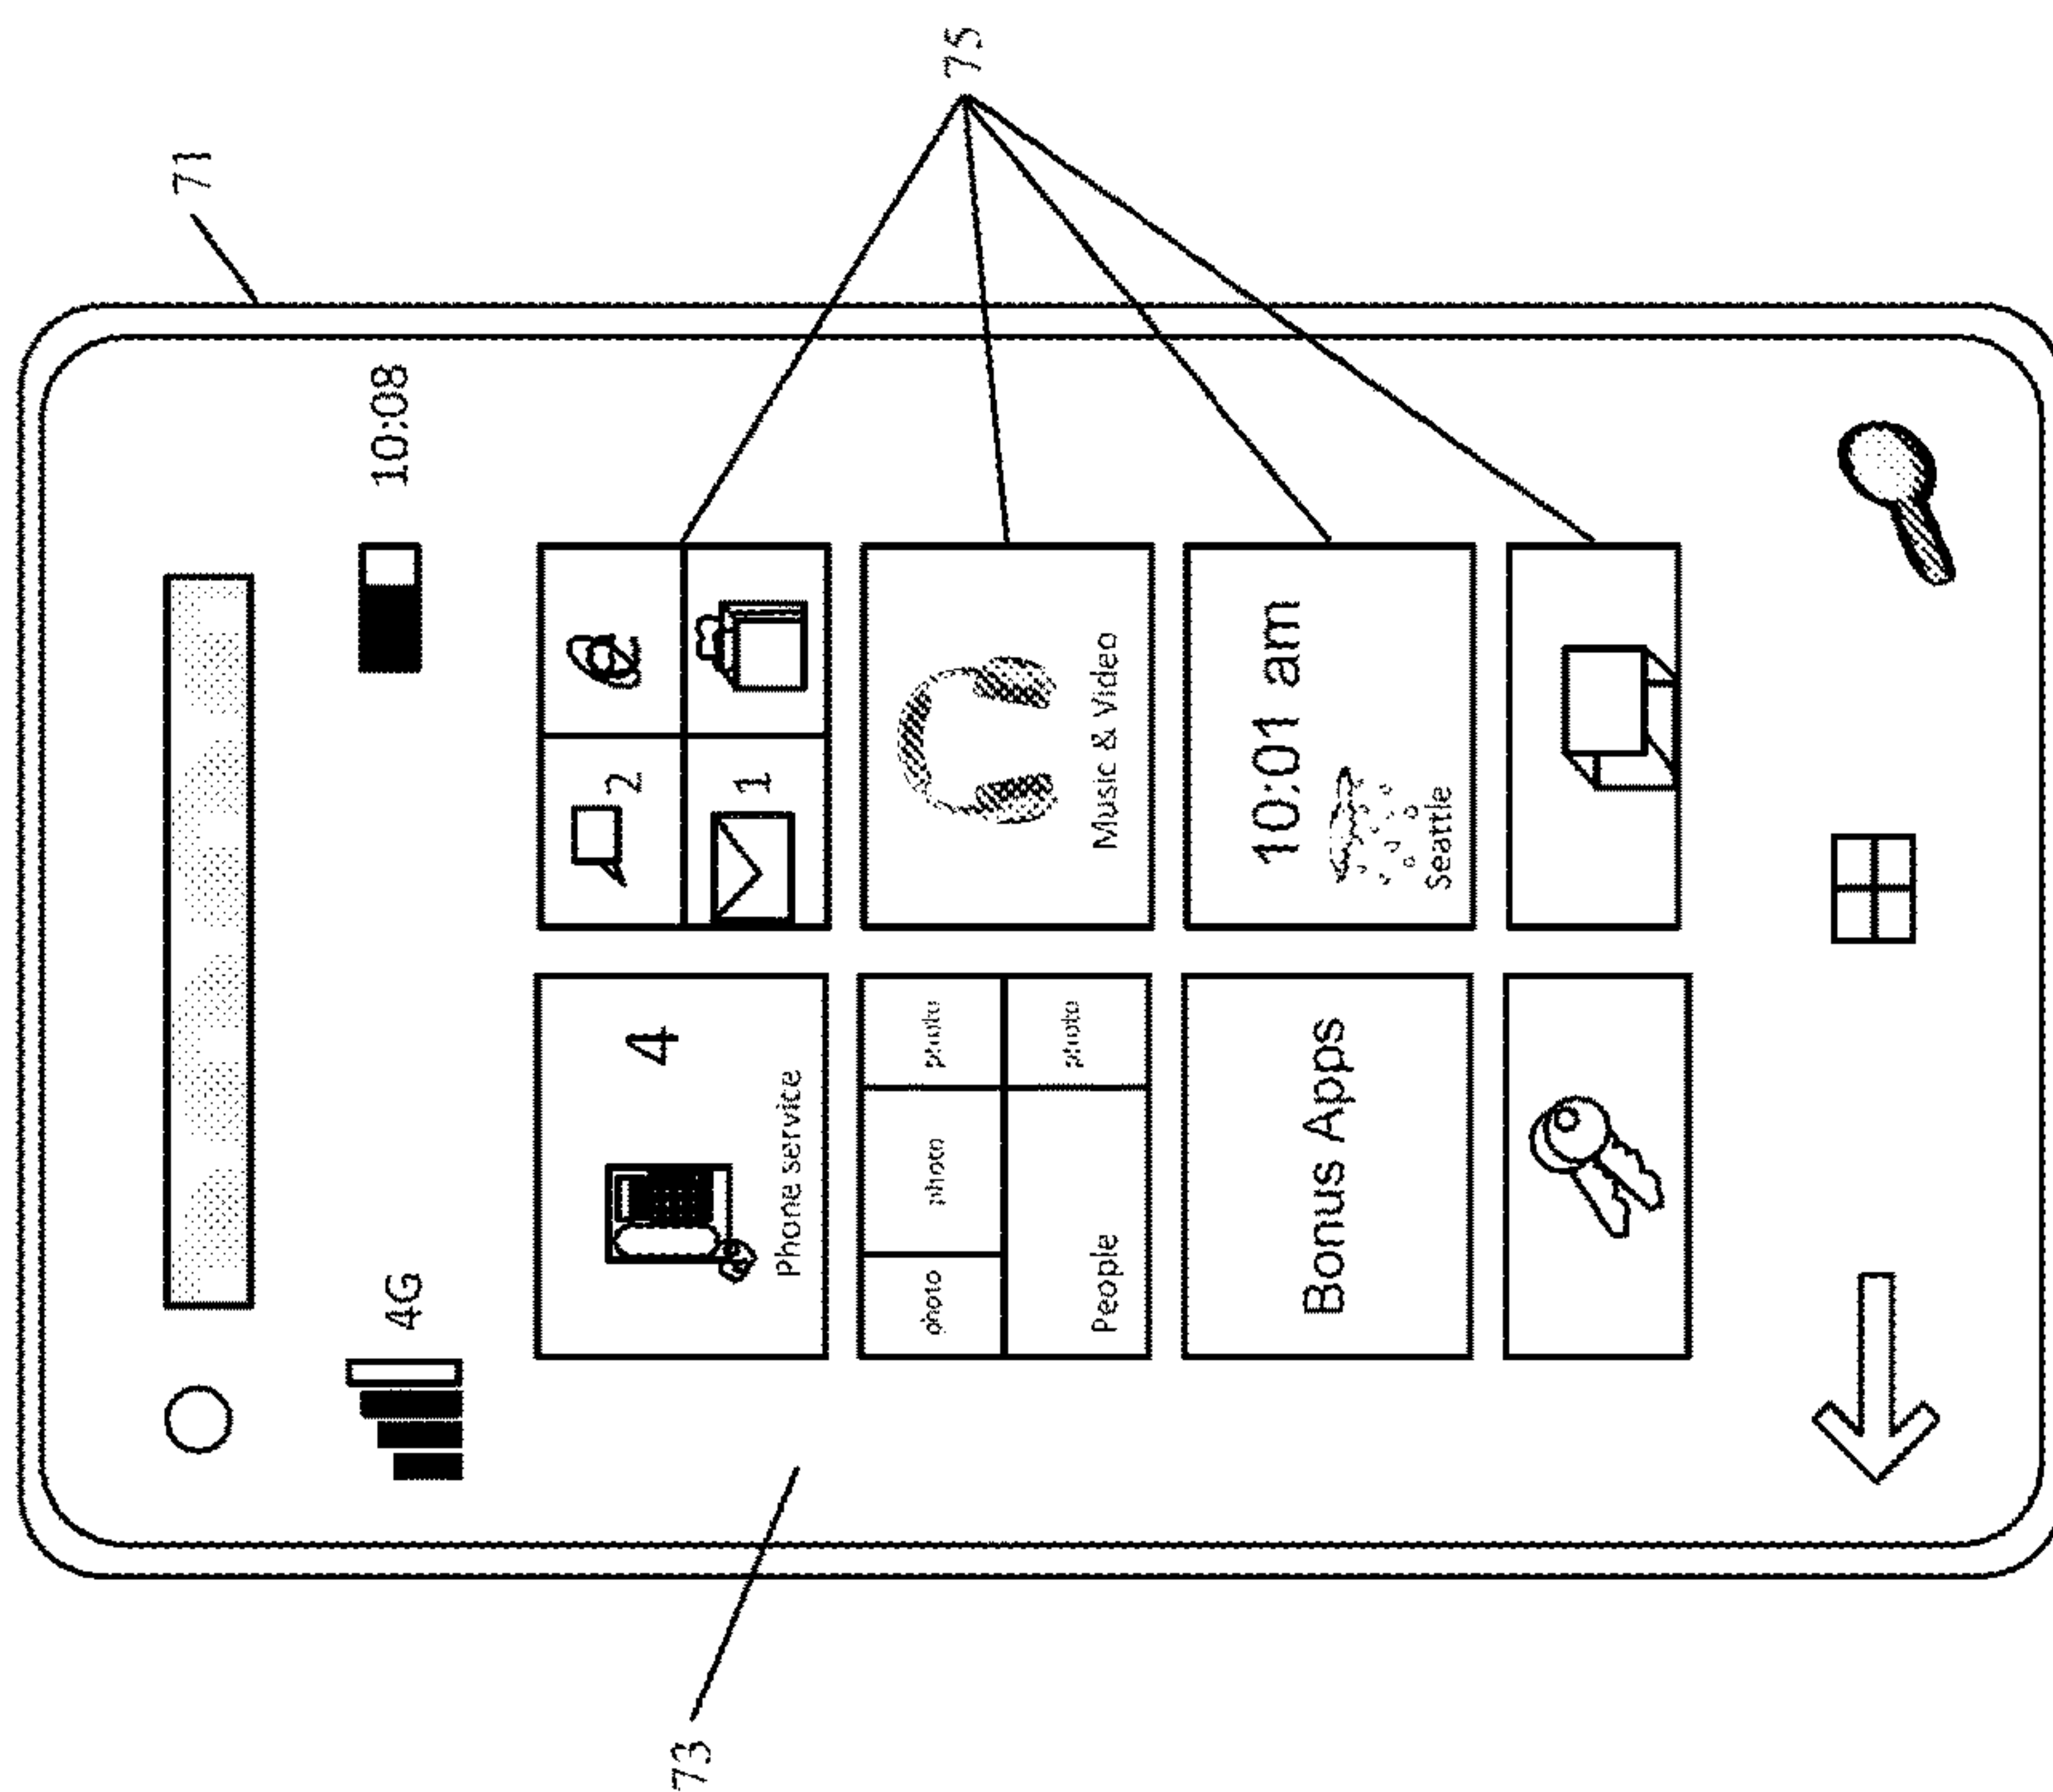 71
4G
10:08
4
Phone service
2
1
75
photo
photo
photo
People
photo
Music & Video
Bonus Apps
10:01 am
Seattle
73